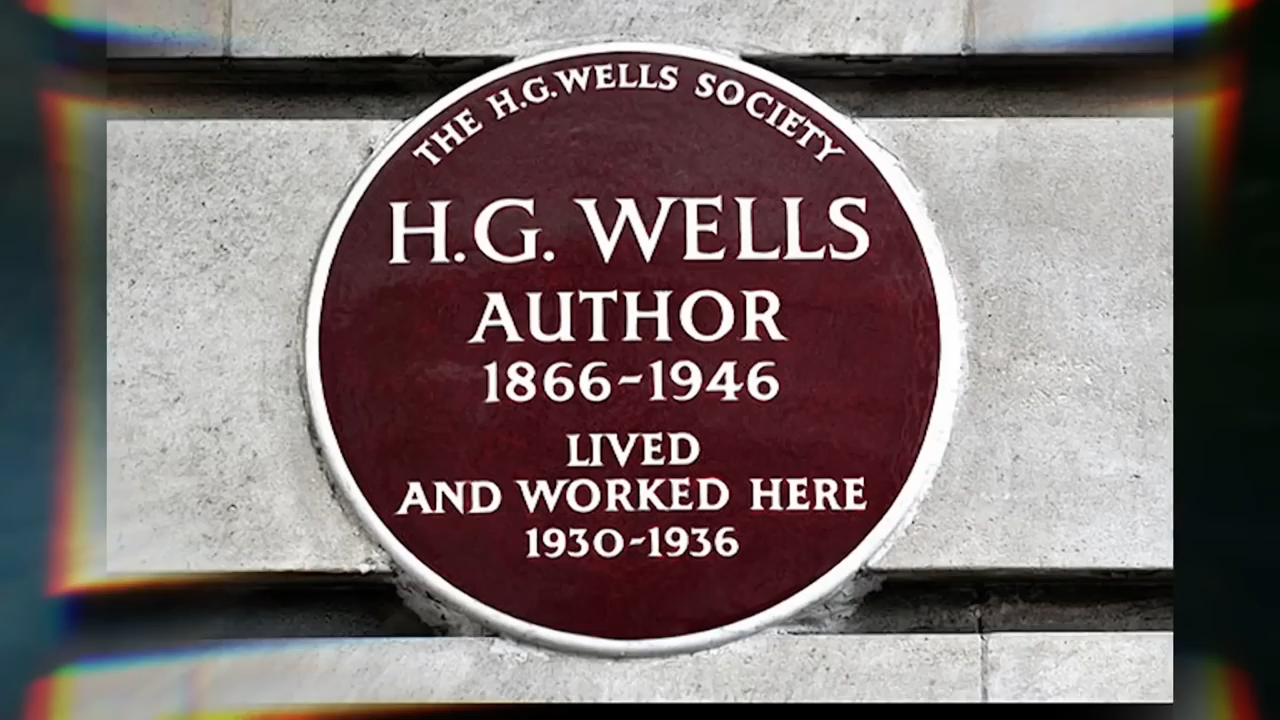 THE H.G.WELLS SOCIETY
H.G. WELLS
AUTHOR
1866-1946
LIVED
AND WORKED HERE
1930-1936